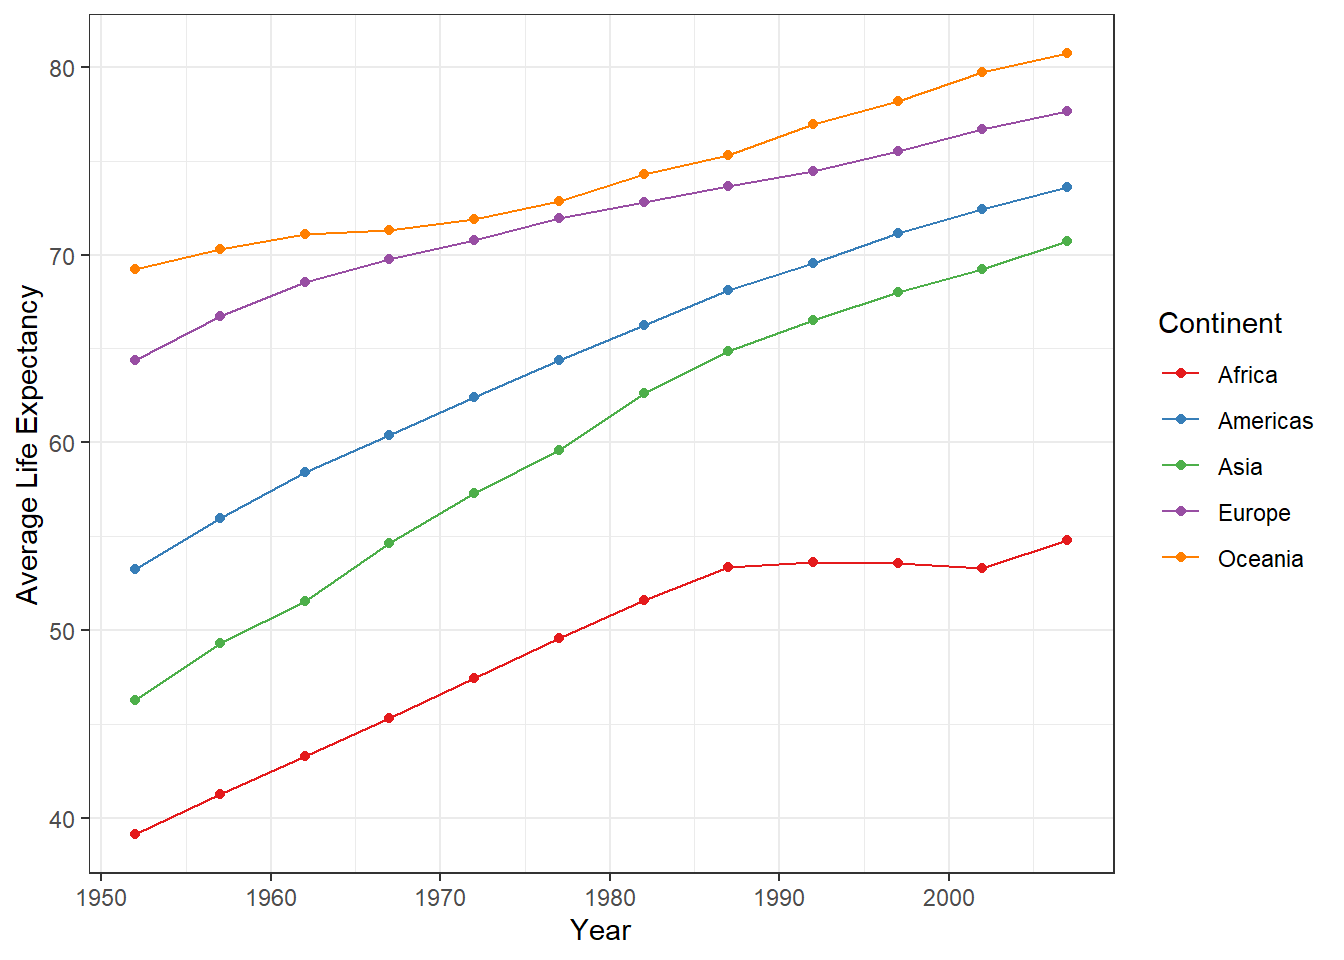 80
70
60
50
40
Average Life Expectancy
1950 1960 1970 1980 1990 2000
Year
Continent
Africa
Americas
Asia
Europe
Oceania